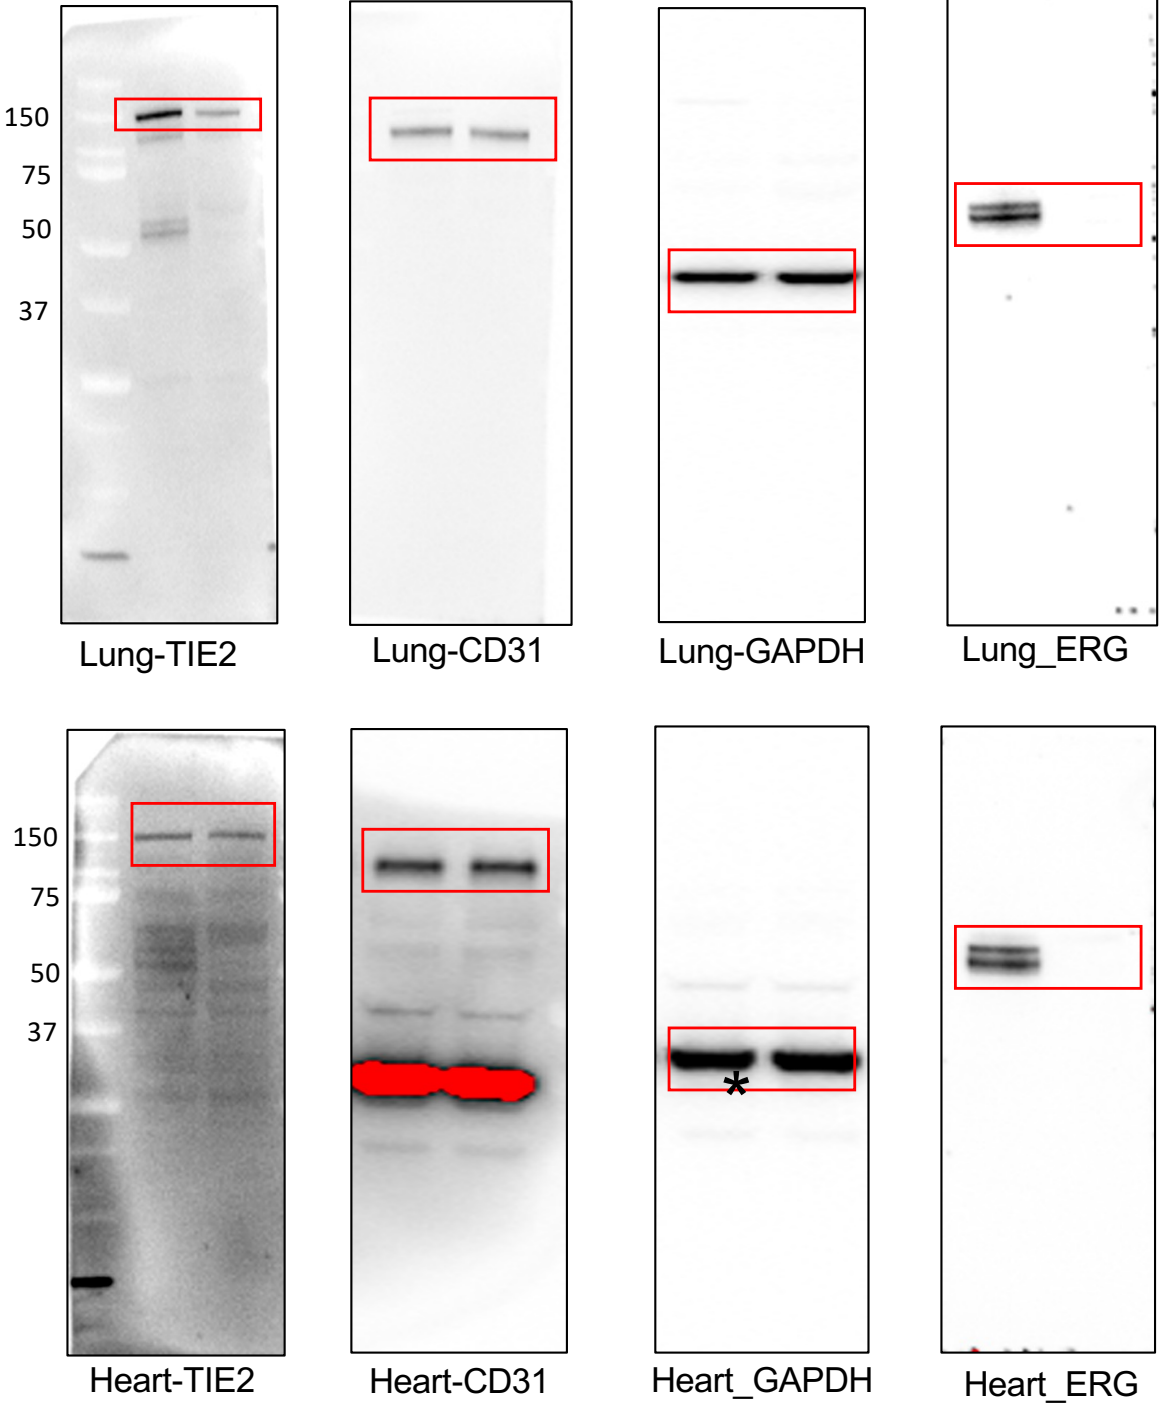 150
75
50
37
Lung-TIE2
Lung-CD31
Lung-GAPDH
Lung_ERG
150
75
50
37
*
Heart-TIE2
Heart-CD31
Heart_GAPDH
Heart_ERG